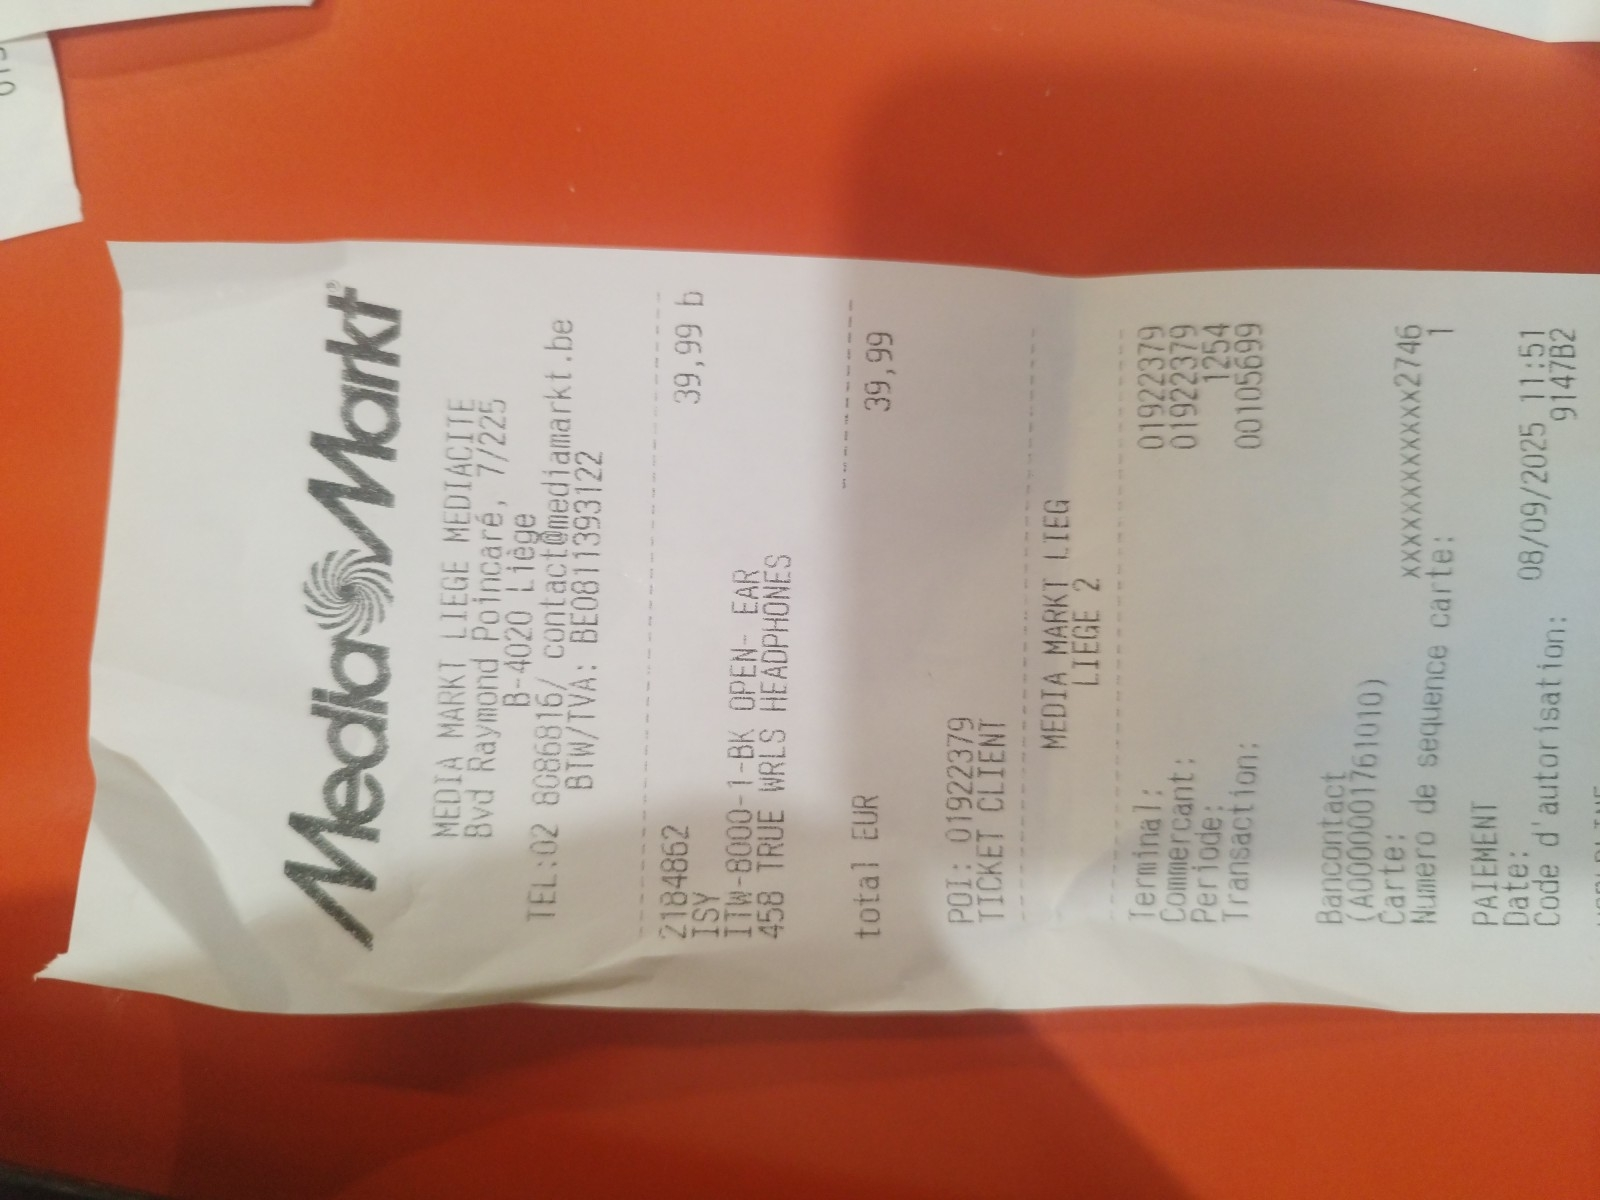 MediaMarkt®
MEDIA MARKT LIEGE MEDIACITE
Bvd Raymond Poincaré, 7/225
B-4020 Liège
TEL:02 8086816/ contact@mediamarkt.be
BTW/TVA: BE0811393122
2184862 39,99 b
ISY
ITW-8000-1-BK OPEN- EAR
458 TRUE WRLS HEADPHONES
total EUR 39,99
POI: 01922379
TICKET CLIENT
MEDIA MARKT LIEG
LIEGE 2
Terminal: 01922379
Commercant: 01922379
Periode: 1254
Transaction: 00105699
Bancontact
(A0000001761010)
Carte: xxxxxxxxxxxxx2746
Numero de sequence carte: 1
PAIEMENT
Date: 08/09/2025 11:51
Code d'autorisation: 9147B2